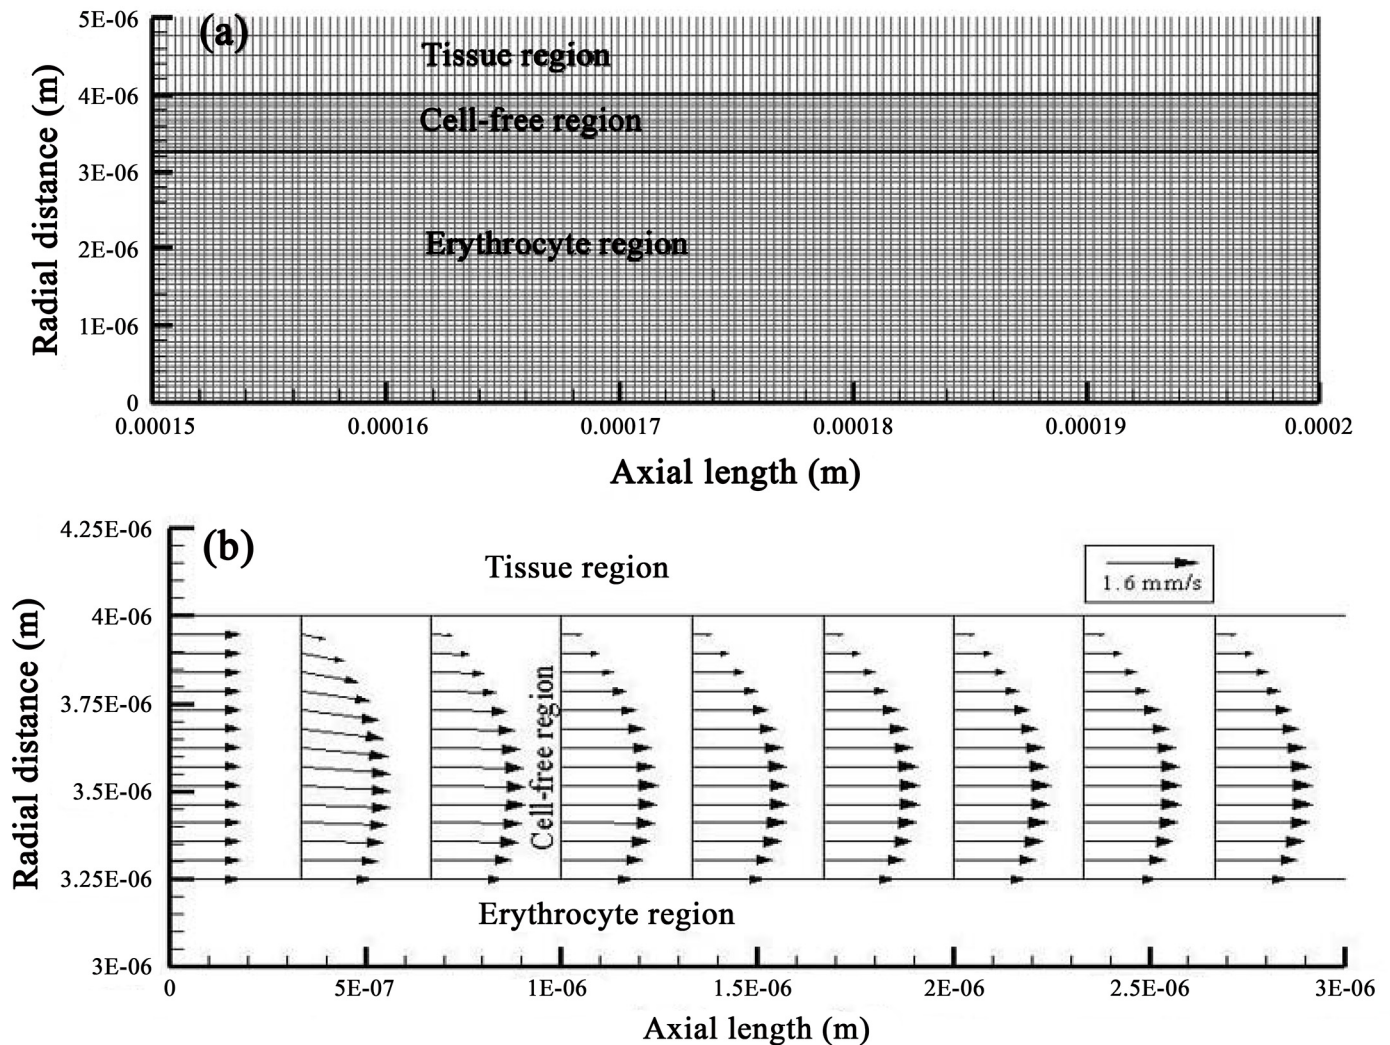 (a)
5E-06
4E-06
3E-06
2E-06
1E-06
0
Radial distance (m)
Tissue region
Cell-free region
Erythrocyte region
0.00015 0.00016 0.00017 0.00018 0.00019 0.0002
Axial length (m)
(b)
4.25E-06
4E-06
3.75E-06
3.5E-06
3.25E-06
3E-06
Radial distance (m)
Tissue region
1.6 mm/s
Cell-free region
Erythrocyte region
0 5E-07 1E-06 1.5E-06 2E-06 2.5E-06 3E-06
Axial length (m)